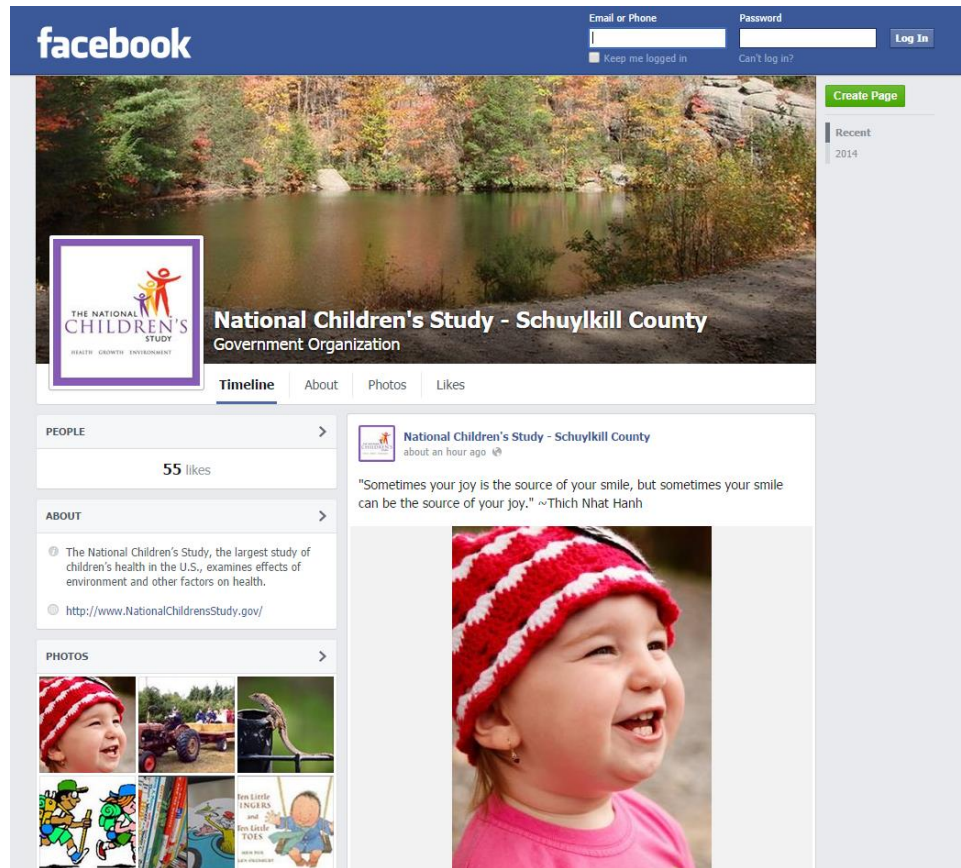 facebook
Email or Phone
Password
Log In
Keep me logged in
Can't log in?
Create Page
Recent
2014
THE NATIONAL
CHILDREN'S
STUDY
HEALTH GROWTH ENVIRONMENT
National Children's Study - Schuylkill County
Government Organization
Timeline
About
Photos
Likes
PEOPLE
55 likes
ABOUT
The National Children's Study, the largest study of
children's health in the U.S., examines effects of
environment and other factors on health.
http://www.NationalChildrensStudy.gov/
PHOTOS
Ten Little
FINGERS
and
Ten Little
TOES
National Children's Study - Schuylkill County
about an hour ago
"Sometimes your joy is the source of your smile, but sometimes your smile
can be the source of your joy." ~Thich Nhat Hanh